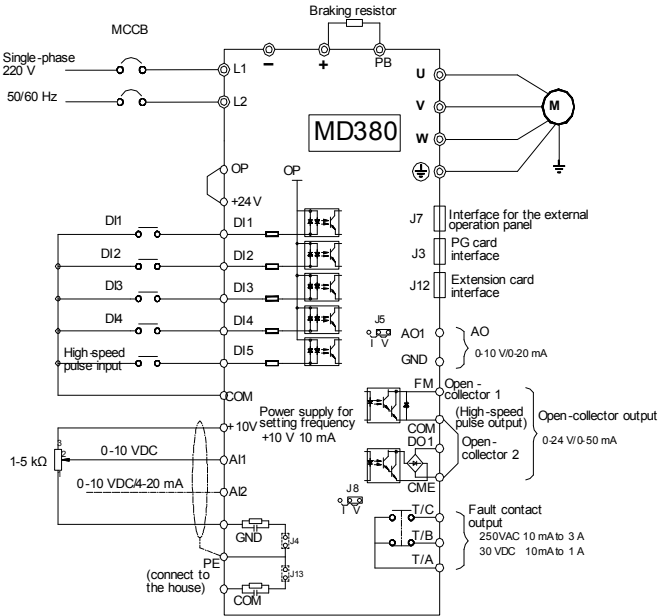 Braking resistor
MCCB
Single-phase
220 V
50/60 Hz
L1
L2
–
+
PB
U
V
W
M
MD380
OP
+24 V
OP
DI1
DI1
DI2
DI2
DI3
DI3
DI4
DI4
High-speed
pulse input
DI5
COM
J7
Interface for the external
operation panel
J3
PG card
interface
J12
Extension card
interface
J5
I V
AO1
AO
0-10 V/0-20 mA
GND
FM
Open -
collector 1
(High-speed
pulse output)
COM
DO1
Open-
collector 2
CME
Open-collector output
0-24 V/0-50 mA
+10V
Power supply for
setting frequency
+10 V 10 mA
3
2
1
1-5 kΩ
0-10 VDC
AI1
0-10 VDC/4-20 mA
AI2
J8
I V
GND
J4
PE
(connect to
the house)
J13
COM
T/C
T/B
T/A
Fault contact
output
250VAC 10 mA to 3 A
30 VDC 10mA to 1 A